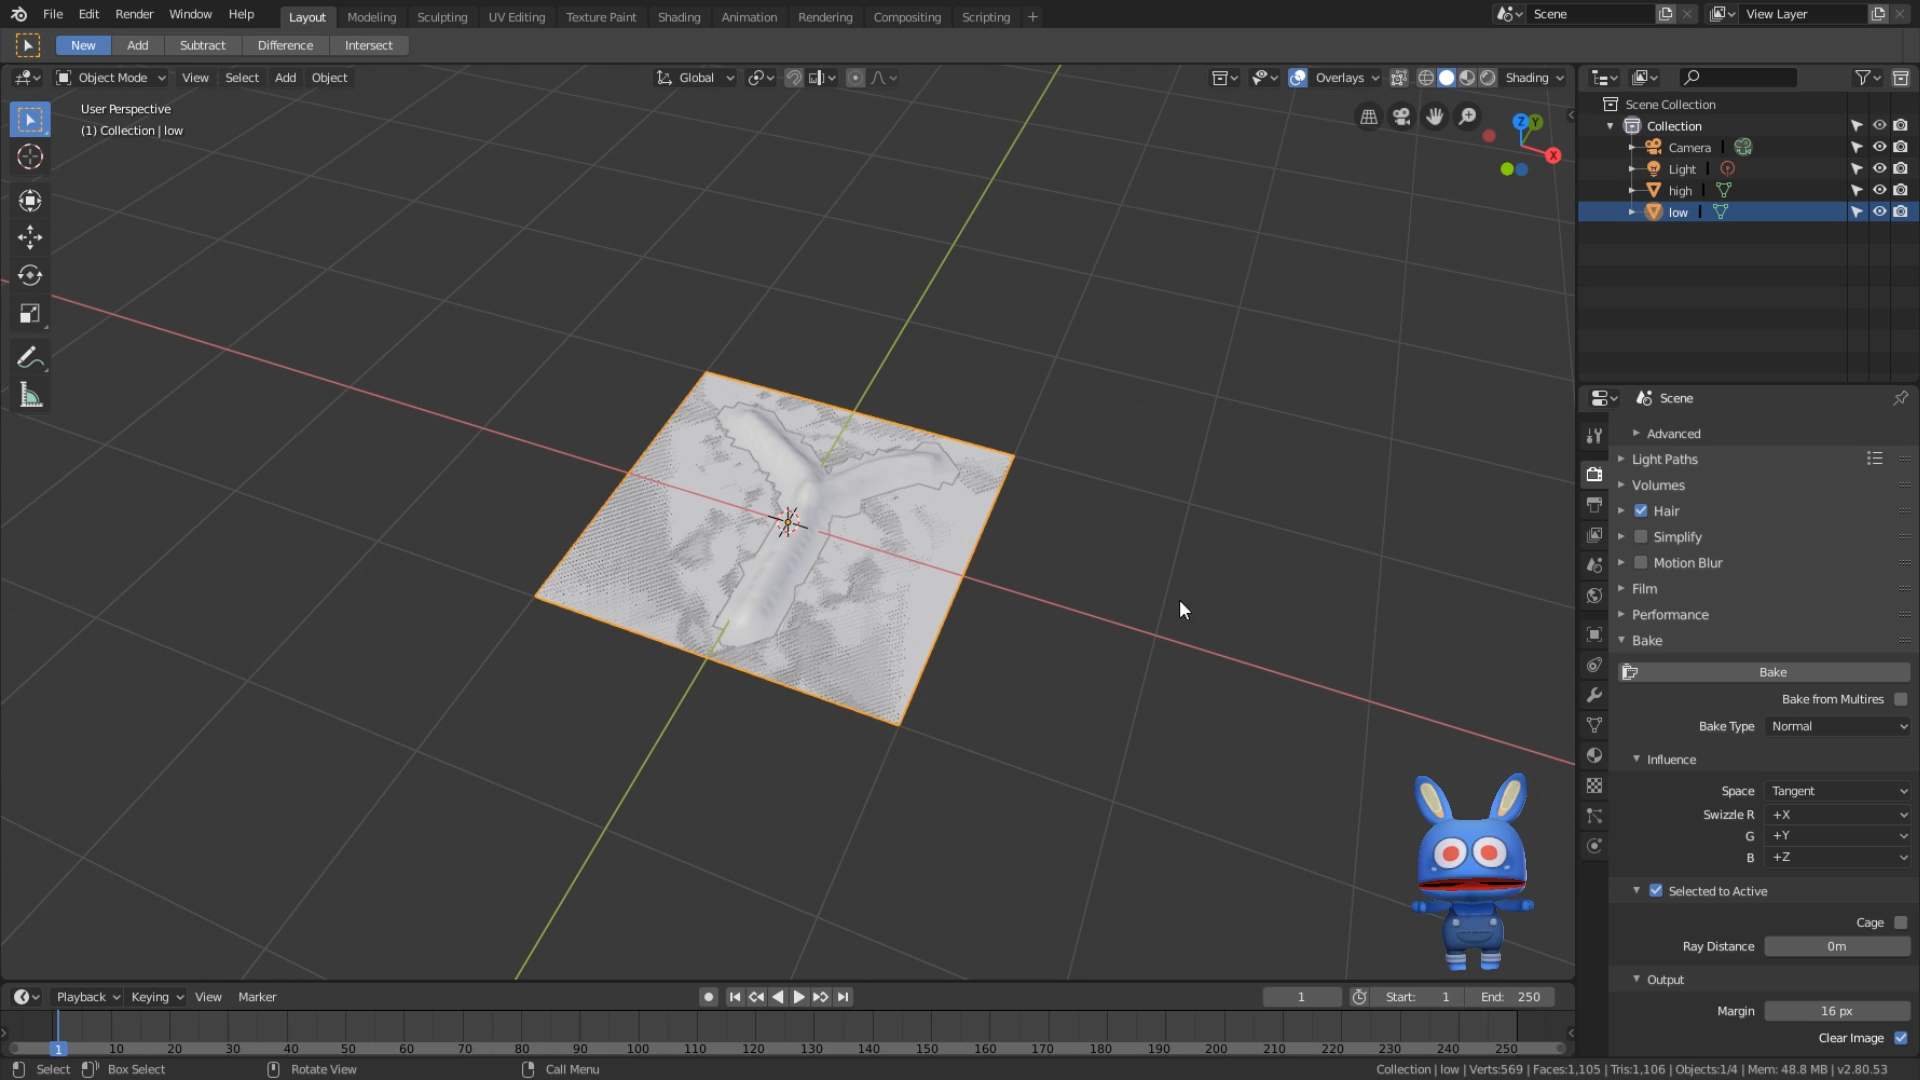 File Edit Render Window Help Layout Modeling Sculpting UV Editing Texture Paint Shading Animation Rendering Compositing Scripting + Scene View Layer
New Add Subtract Difference Intersect
Object Mode View Select Add Object Global Overlays Shading
User Perspective
(1) Collection | low
Z Y X
Scene Collection
Collection
Camera
Light
high
low
Scene
Advanced
Light Paths
Volumes
Hair
Simplify
Motion Blur
Film
Performance
Bake
Bake
Bake from Multires
Bake Type Normal
Influence
Space Tangent
Swizzle R +X
G +Y
B +Z
Selected to Active
Cage
Ray Distance 0m
Output
Margin 16 px
Clear Image
Playback Keying View Marker 1 Start: 1 End: 250
1 10 20 30 40 50 60 70 80 90 100 110 120 130 140 150 160 170 180 190 200 210 220 230 240 250
Select Box Select Rotate View Call Menu Collection | low | Verts:569 | Faces:1,105 | Tris:1,106 | Objects:1/4 | Mem: 48.8 MB | v2.80.53